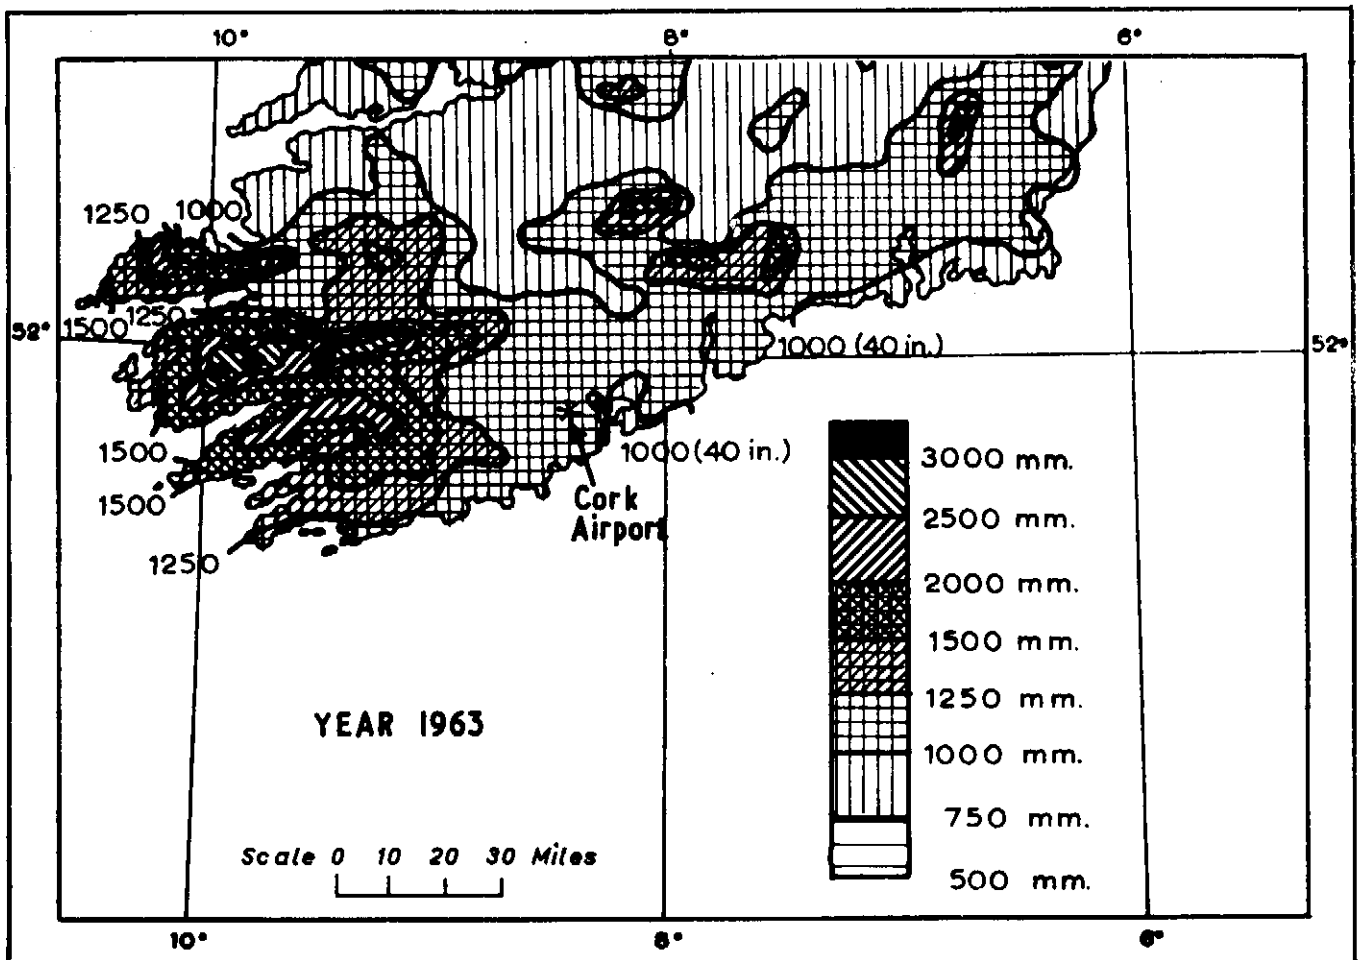 10° 8° 6°
1250 1000
1500 1250
52° 52°
1000 (40 in.)
1500
1000 (40 in.)
1500
Cork
Airport
1250
3000 mm.
2500 mm.
2000 mm.
1500 mm.
1250 mm.
1000 mm.
750 mm.
500 mm.
YEAR 1963
Scale 0 10 20 30 Miles
10° 8° 6°